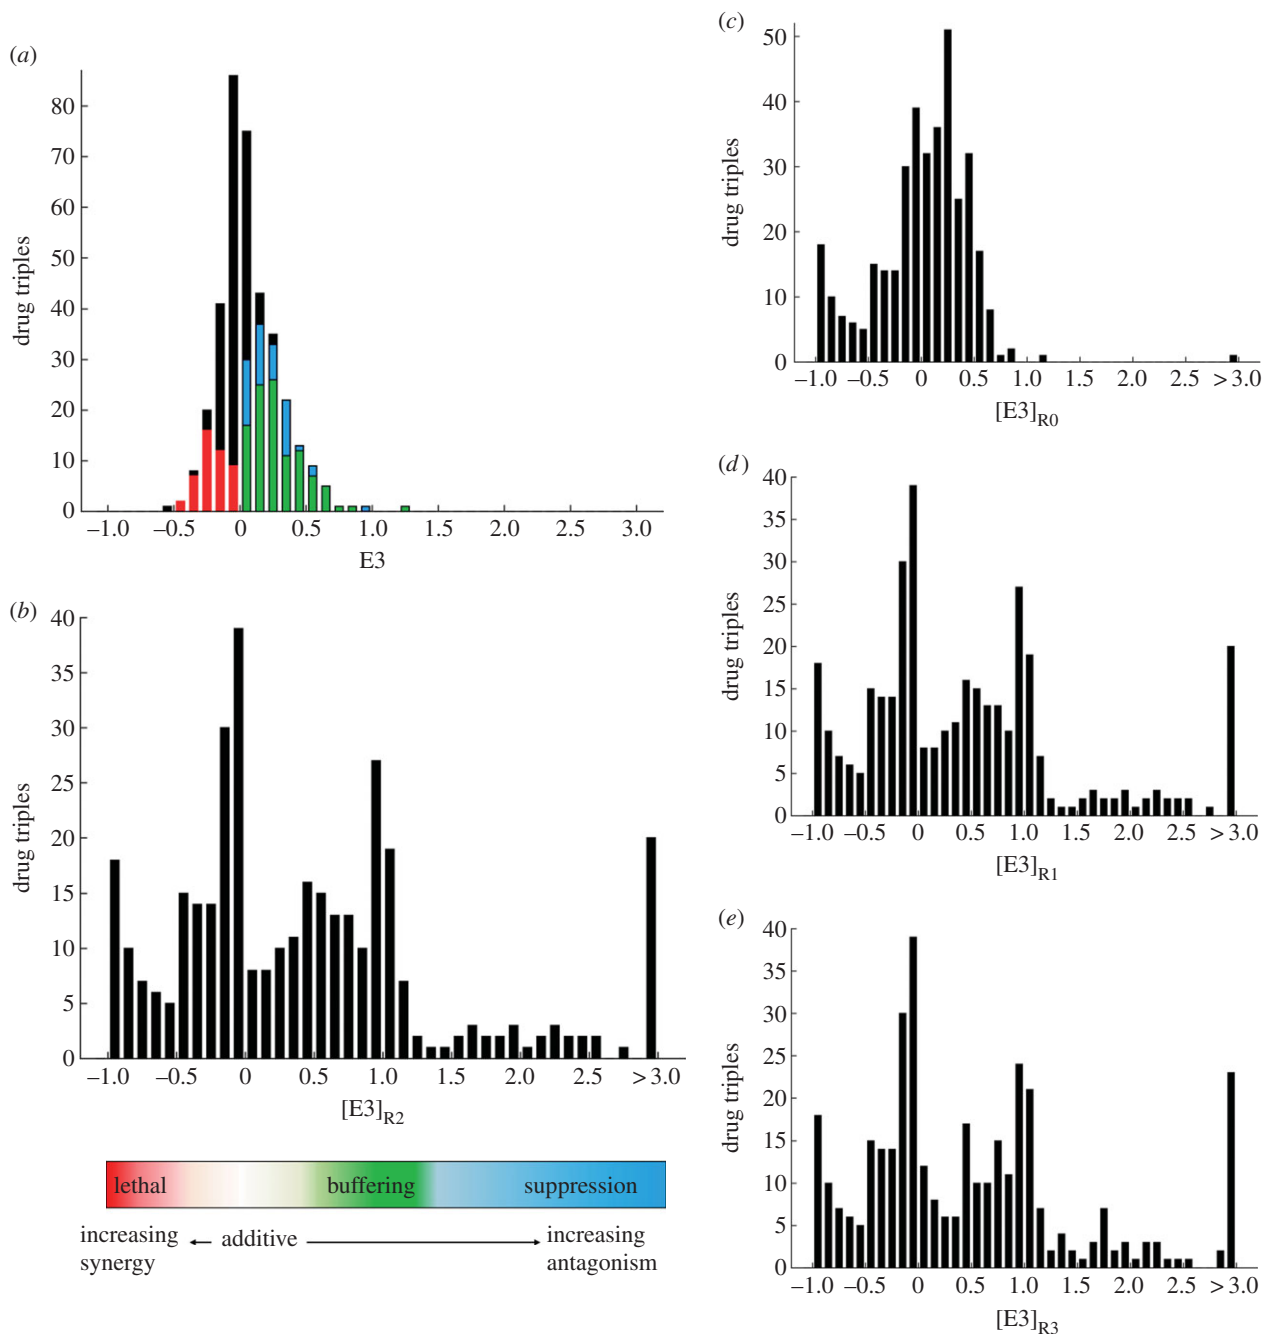 (a)
drug triples
80
70
60
50
40
30
20
10
0
–1.0 –0.5 0 0.5 1.0 1.5 2.0 2.5 3.0
E3
(b)
drug triples
40
35
30
25
20
15
10
5
0
–1.0 –0.5 0 0.5 1.0 1.5 2.0 2.5 >3.0
[E3]R2
lethal buffering suppression
increasing synergy
additive
increasing antagonism
(c)
drug triples
50
40
30
20
10
0
–1.0 –0.5 0 0.5 1.0 1.5 2.0 2.5 >3.0
[E3]R0
(d)
drug triples
40
35
30
25
20
15
10
5
0
–1.0 –0.5 0 0.5 1.0 1.5 2.0 2.5 >3.0
[E3]R1
(e)
drug triples
40
35
30
25
20
15
10
5
0
–1.0 –0.5 0 0.5 1.0 1.5 2.0 2.5 >3.0
[E3]R3